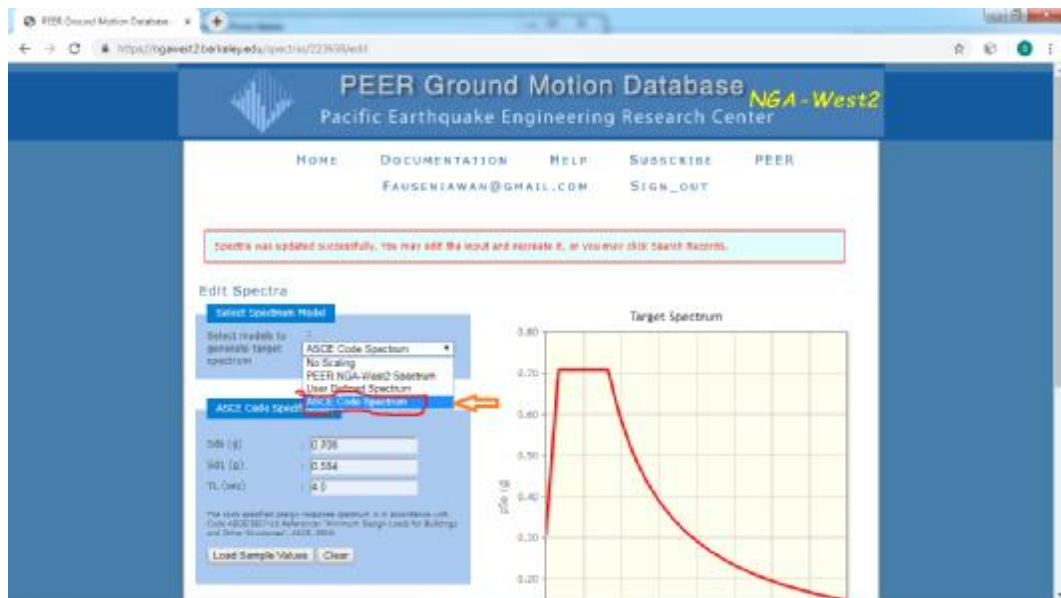 PEER Ground Motion Database
https://ngawest2.berkeley.edu/spectras/
PEER Ground Motion Database
NGA-West2
Pacific Earthquake Engineering Research Center
HOME DOCUMENTATION HELP SUBSCRIBE PEER
FAUSENIAWAN@GMAIL.COM SIGN_OUT
Spectra was updated successfully. You may edit the input and recreate it, or you may click Search Records.
Edit Spectra
Select Spectrum Model
Select models to
generate target
spectrum
:
ASCE Code Spectrum
No Scaling
PEER NGA-West2 Spectrum
User Defined Spectrum
ASCE Code Spectrum
ASCE Code Specif
Sds (g) :
Sd1 (g) : 0.554
TL (sec) : 4.0
Load Sample Values Clear
Target Spectrum
0.80
0.70
0.60
0.50
0.40
0.30
0.20
pSa (g)